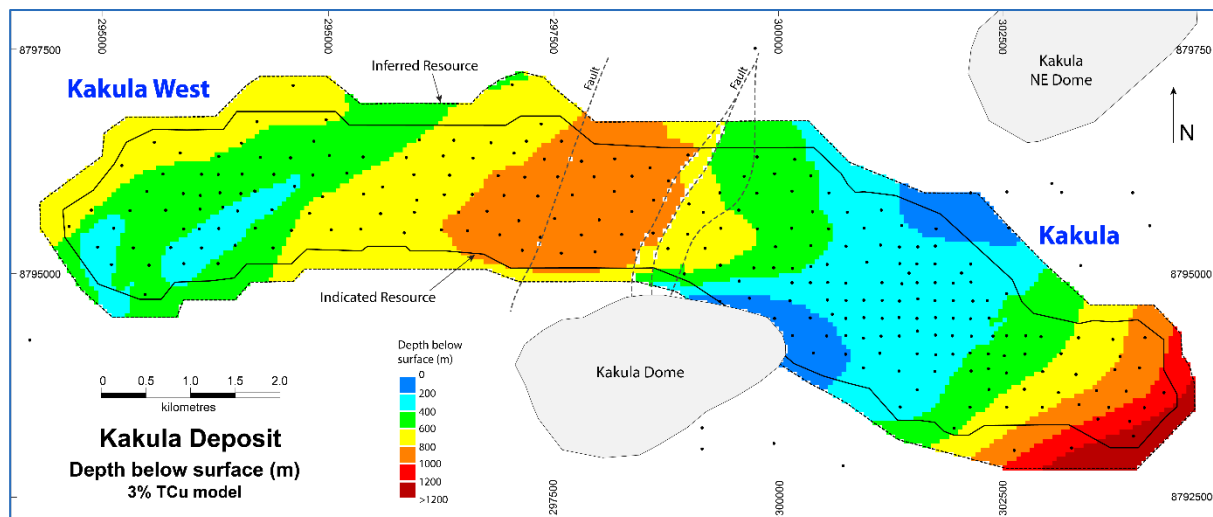 295000
295000
297500
300000
302500
8797500
8797500
Kakula
NE Dome
Inferred Resource
Fault
Fault
Kakula West
N
Kakula
8795000
8795000
Indicated Resource
Depth below
surface (m)
0
200
400
600
800
1000
1200
>1200
Kakula Dome
0 0.5 1.0 1.5 2.0
kilometres
Kakula Deposit
Depth below surface (m)
3% TCu model
297500
300000
302500
8792500